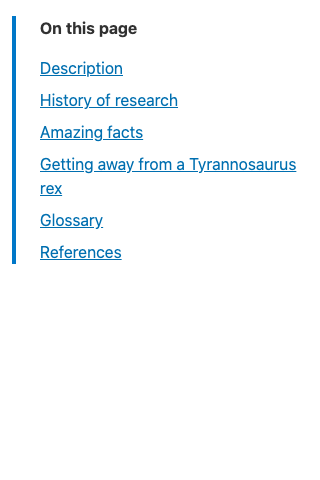 On this page
Description
History of research
Amazing facts
Getting away from a Tyrannosaurus
rex
Glossary
References